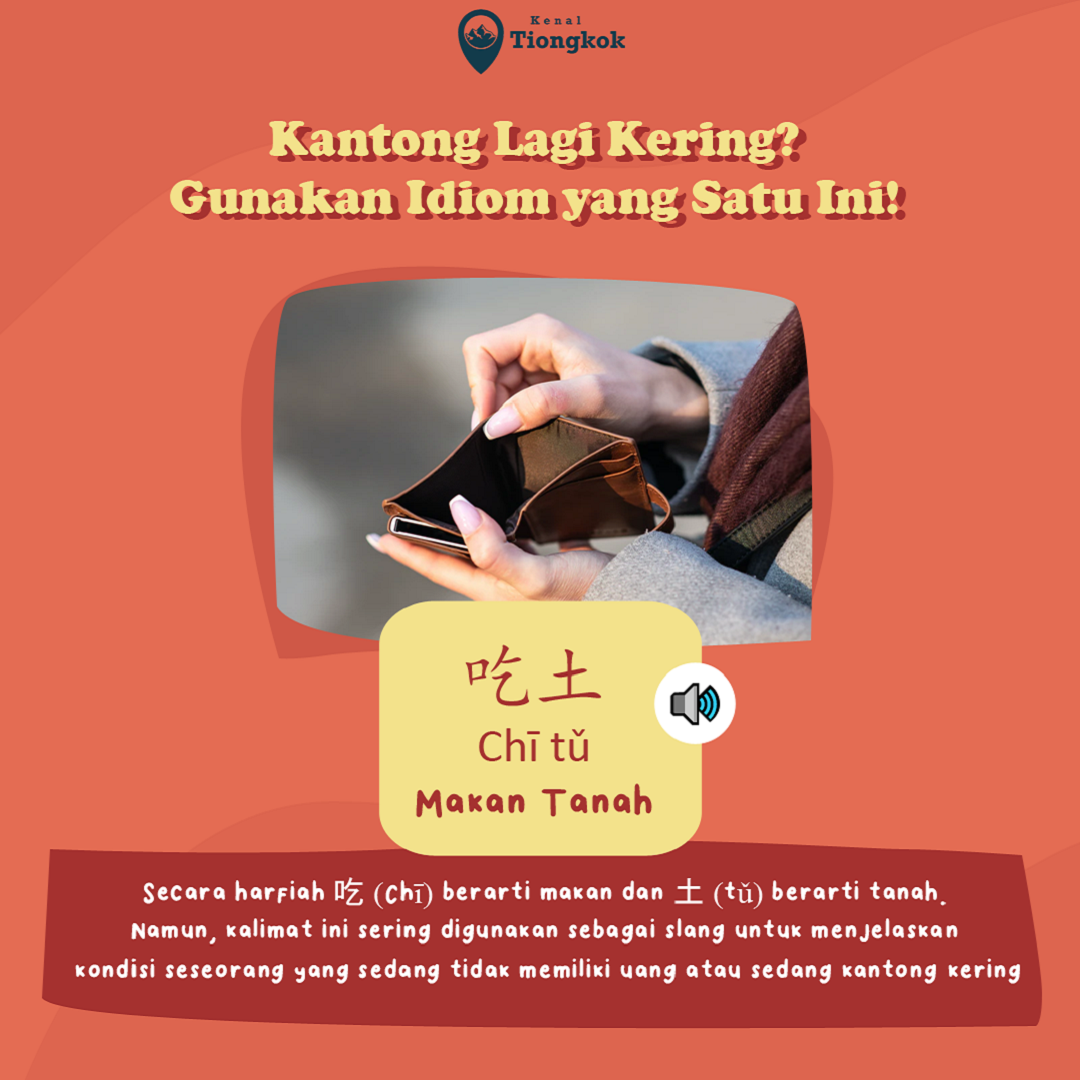 Kenal
Tiongkok
Kantong Lagi Kering?
Gunakan Idiom yang Satu Ini!
吃土
Chī tǔ
Makan Tanah
Secara harfiah 吃 (Chī) berarti makan dan 土 (tǔ) berarti tanah.
Namun, kalimat ini sering digunakan sebagai slang untuk menjelaskan
kondisi seseorang yang sedang tidak memiliki uang atau sedang kantong kering